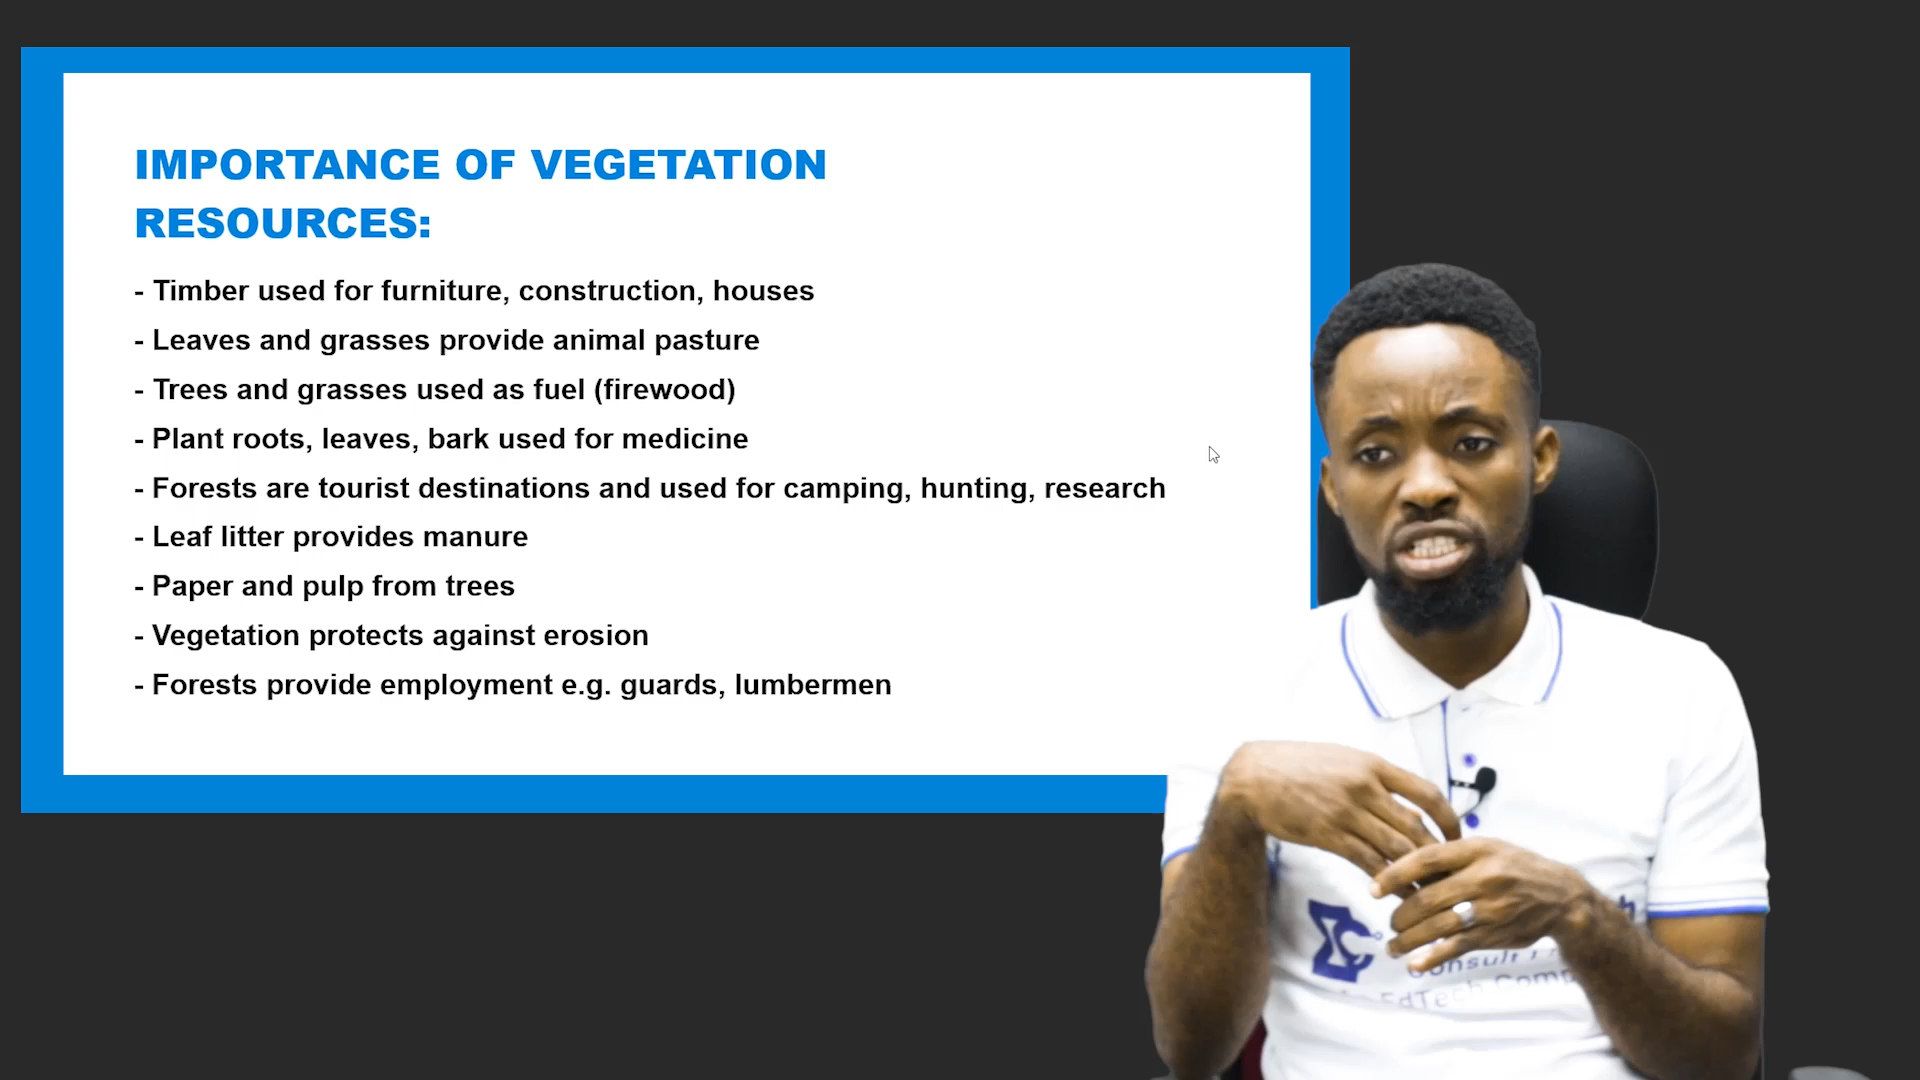 IMPORTANCE OF VEGETATION
RESOURCES:
- Timber used for furniture, construction, houses
- Leaves and grasses provide animal pasture
- Trees and grasses used as fuel (firewood)
- Plant roots, leaves, bark used for medicine
- Forests are tourist destinations and used for camping, hunting, research
- Leaf litter provides manure
- Paper and pulp from trees
- Vegetation protects against erosion
- Forests provide employment e.g. guards, lumbermen
EdTech